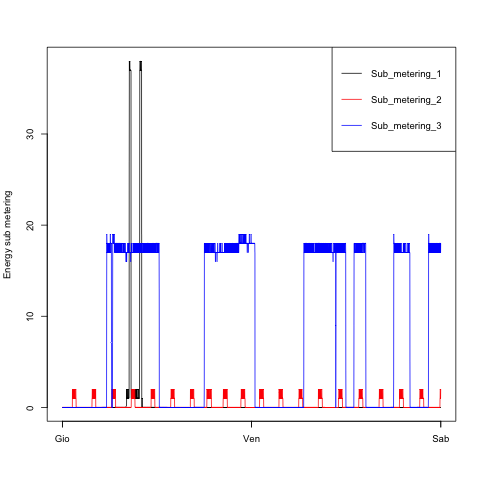 Sub_metering_1
Sub_metering_2
Sub_metering_3
Energy sub metering
30
20
10
0
Gio Ven Sab